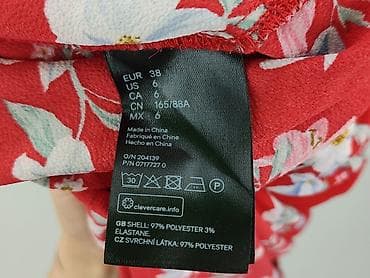 EUR 38
US 6
CA 6
CN 165/88A
MX 6
Made in China
Fabriqué en Chine
Hecho en China
O/N 204139
P/N 0717727 0
30
P
clevercare.info
GB SHELL: 97% POLYESTER 3%
ELASTANE.
CZ SVRCHNÍ LÁTKA: 97% POLYESTER